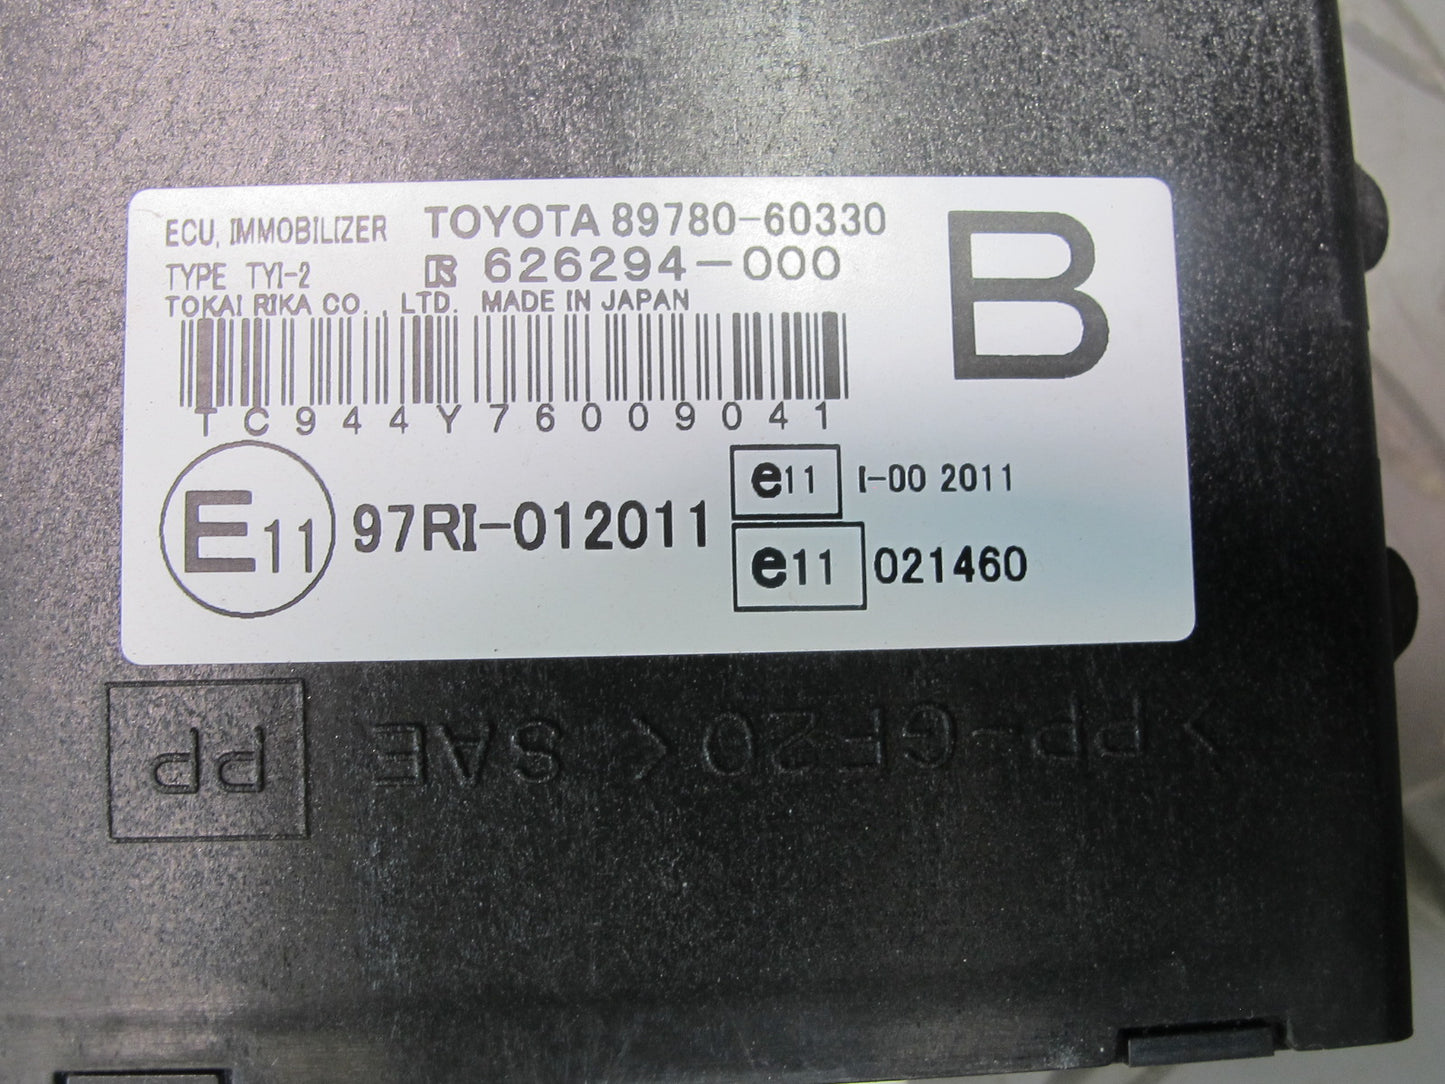 ECU, IMMOBILIZER TOYOTA 89780-60330
TYPE TYI-2 626294-000
TOKAI RIKA CO., LTD. MADE IN JAPAN
B
TC944Y76009041
E11 97RI-012011
e11 I-00 2011
e11 021460
>PP-GF20< SAE
PP